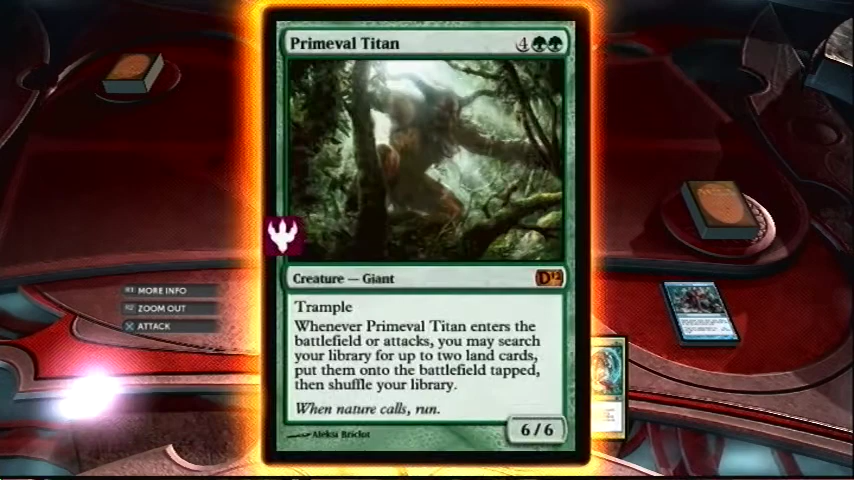 Primeval Titan 4
Creature — Giant
D12
Trample
Whenever Primeval Titan enters the
battlefield or attacks, you may search
your library for up to two land cards,
put them onto the battlefield tapped,
then shuffle your library.
When nature calls, run.
Aleksi Briclot
6/6
R1 MORE INFO
R2 ZOOM OUT
ATTACK